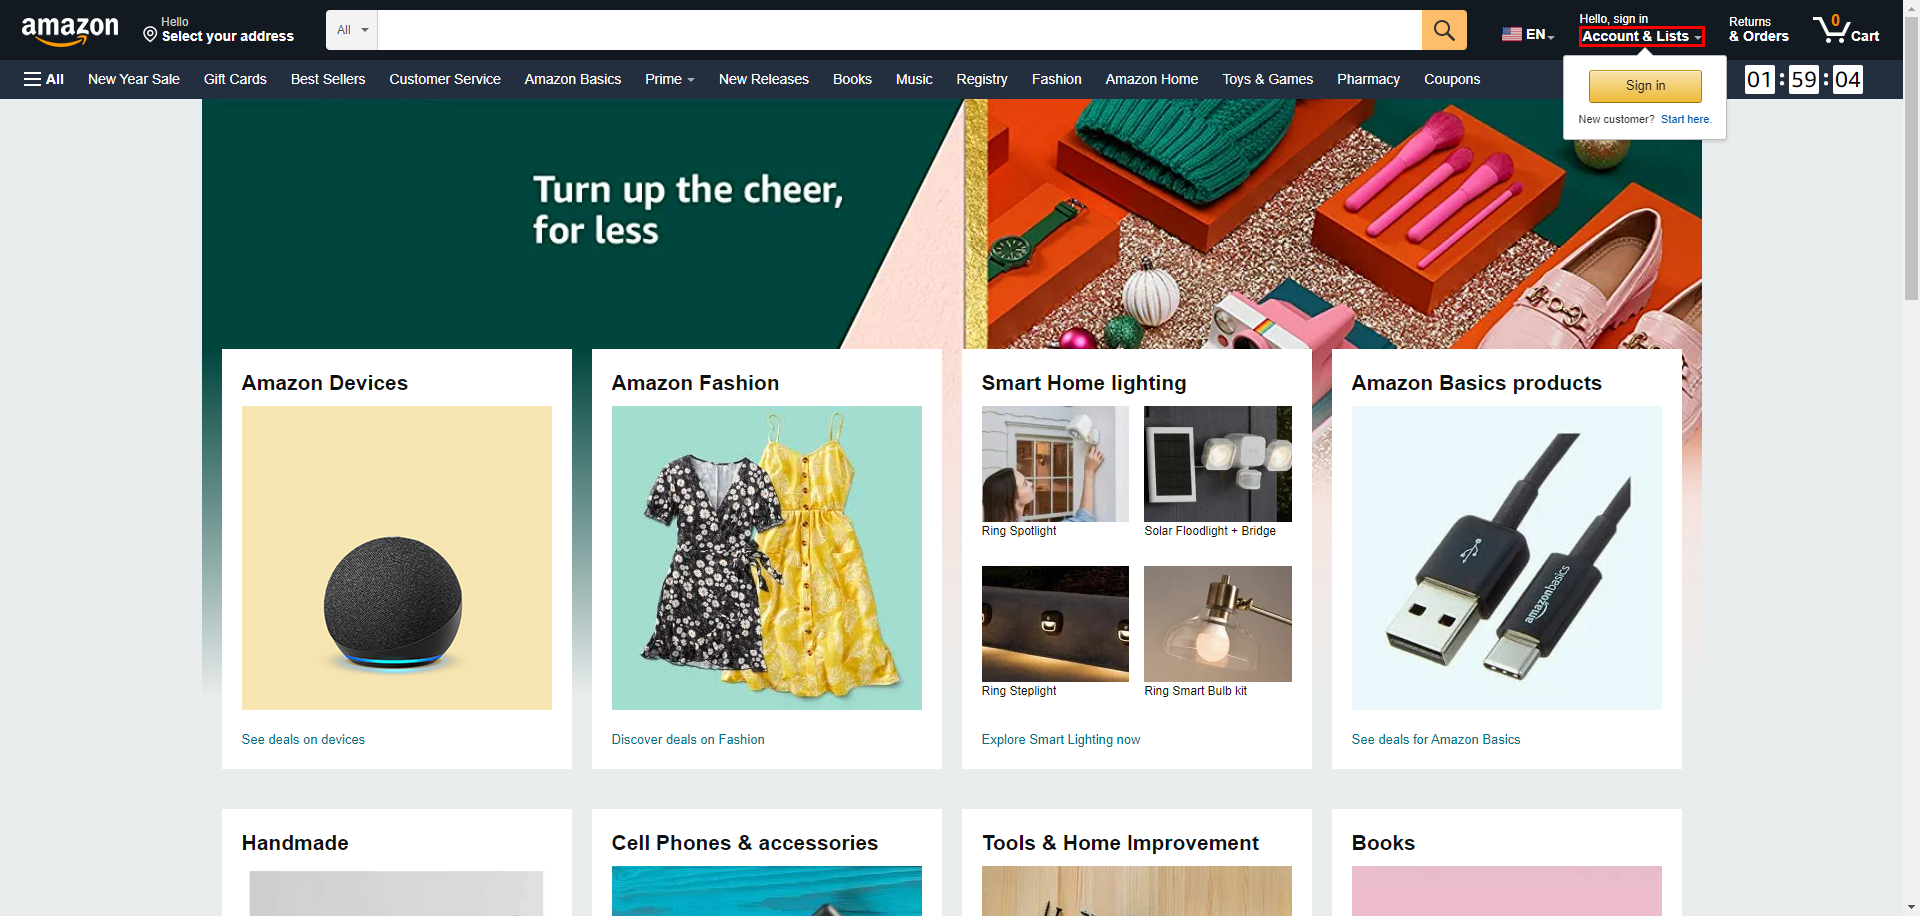 amazon
Hello
Select your address
All
EN
Hello, sign in
Account & Lists
Returns
& Orders
0
Cart
All
New Year Sale
Gift Cards
Best Sellers
Customer Service
Amazon Basics
Prime
New Releases
Books
Music
Registry
Fashion
Amazon Home
Toys & Games
Pharmacy
Coupons
01 : 59 : 04
Sign in
New customer? Start here.
Turn up the cheer,
for less
Amazon Devices
See deals on devices
Amazon Fashion
Discover deals on Fashion
Smart Home lighting
Ring Spotlight
Solar Floodlight + Bridge
Ring Steplight
Ring Smart Bulb kit
Explore Smart Lighting now
Amazon Basics products
amazonbasics
See deals for Amazon Basics
Handmade
Cell Phones & accessories
Tools & Home Improvement
Books